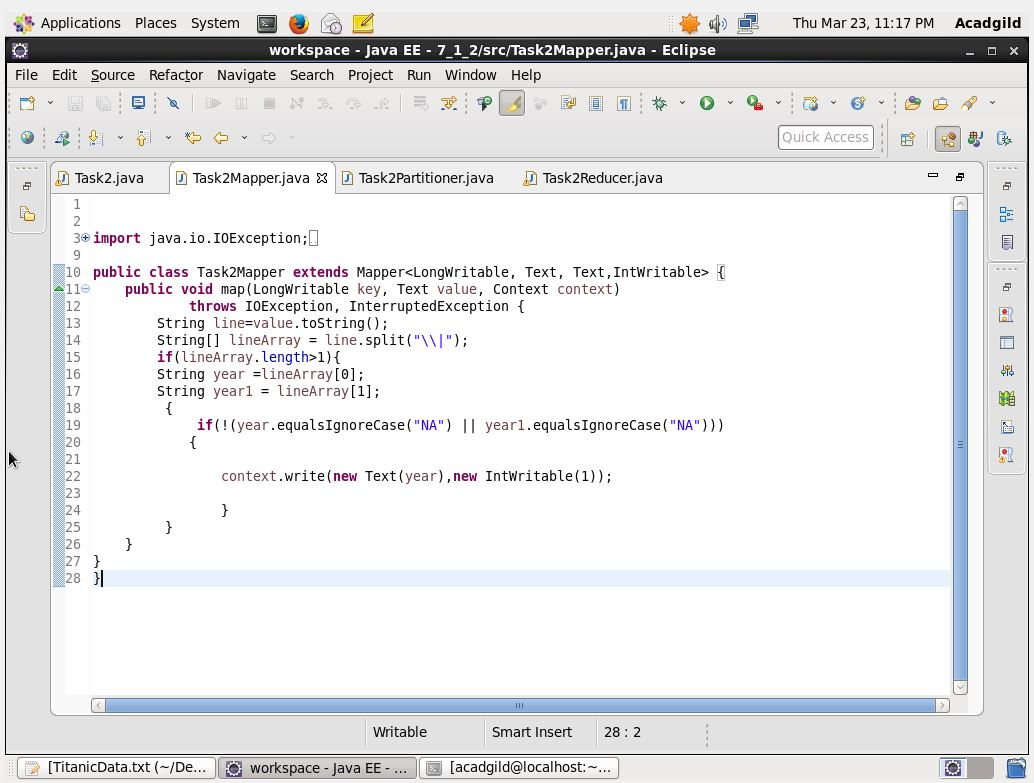 Applications Places System Thu Mar 23, 11:17 PM Acadgild
workspace - Java EE - 7_1_2/src/Task2Mapper.java - Eclipse
File Edit Source Refactor Navigate Search Project Run Window Help
Quick Access
Task2.java Task2Mapper.java Task2Partitioner.java Task2Reducer.java
1
2
3 import java.io.IOException;
9
10 public class Task2Mapper extends Mapper<LongWritable, Text, Text,IntWritable> {
11 public void map(LongWritable key, Text value, Context context)
12 throws IOException, InterruptedException {
13 String line=value.toString();
14 String[] lineArray = line.split("\\|");
15 if(lineArray.length>1){
16 String year =lineArray[0];
17 String year1 = lineArray[1];
18 {
19 if(!(year.equalsIgnoreCase("NA") || year1.equalsIgnoreCase("NA")))
20 {
21
22 context.write(new Text(year),new IntWritable(1));
23
24 }
25 }
26 }
27 }
28 }
Writable Smart Insert 28 : 2
[TitanicData.txt (~/De... workspace - Java EE - ... [acadgild@localhost:~...